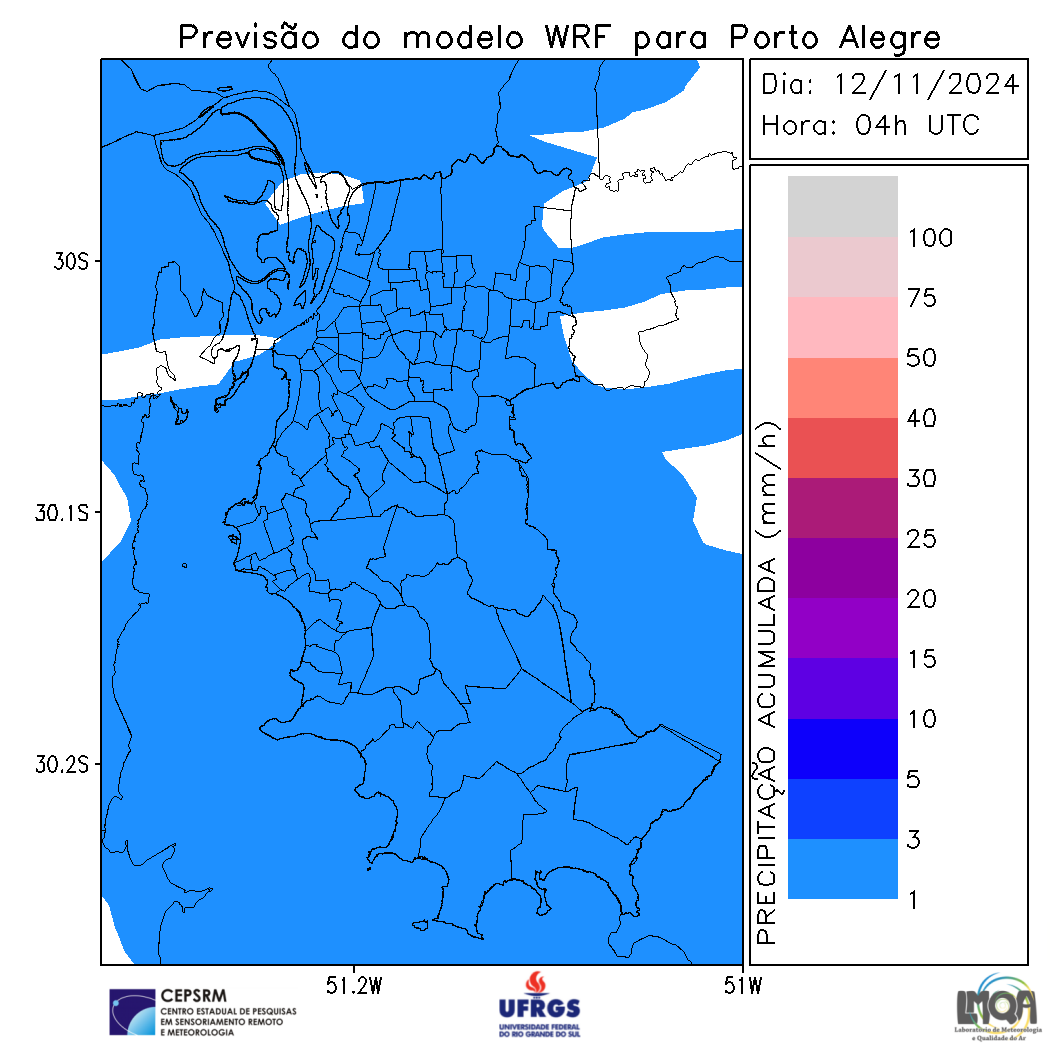 Previsão do modelo WRF para Porto Alegre
Dia: 12/11/2024
Hora: 04h UTC
30S
30.1S
30.2S
51.2W
51W
PRECIPITAÇÃO ACUMULADA (mm/h)
100
75
50
40
30
25
20
15
10
5
3
1
CEPSRM
CENTRO ESTADUAL DE PESQUISAS
EM SENSORIAMENTO REMOTO
E METEOROLOGIA
UFRGS
UNIVERSIDADE FEDERAL
DO RIO GRANDE DO SUL
LMQA
Laboratório de Meteorologia
e Qualidade do Ar